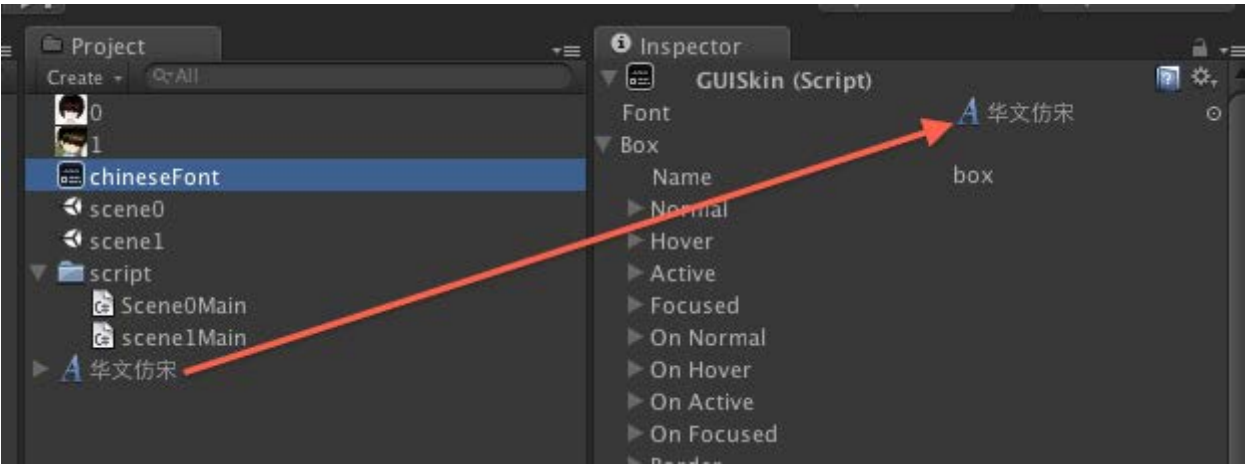 Project
Create
All
0
1
chineseFont
scene0
scene1
script
Scene0Main
scene1Main
华文仿宋
Inspector
GUISkin (Script)
Font 华文仿宋
Box
Name box
Normal
Hover
Active
Focused
On Normal
On Hover
On Active
On Focused
Border